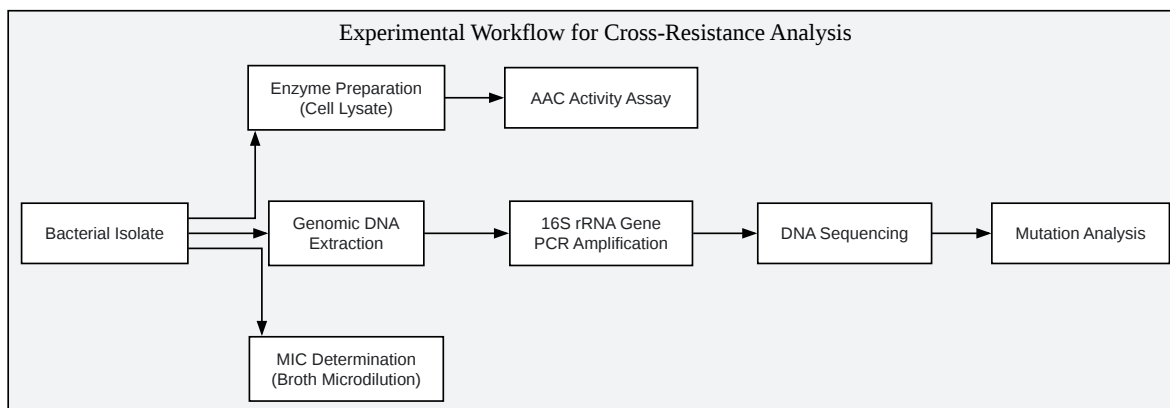 Experimental Workflow for Cross-Resistance Analysis
Enzyme Preparation
(Cell Lysate)
AAC Activity Assay
Bacterial Isolate
Genomic DNA
Extraction
16S rRNA Gene
PCR Amplification
DNA Sequencing
Mutation Analysis
MIC Determination
(Broth Microdilution)